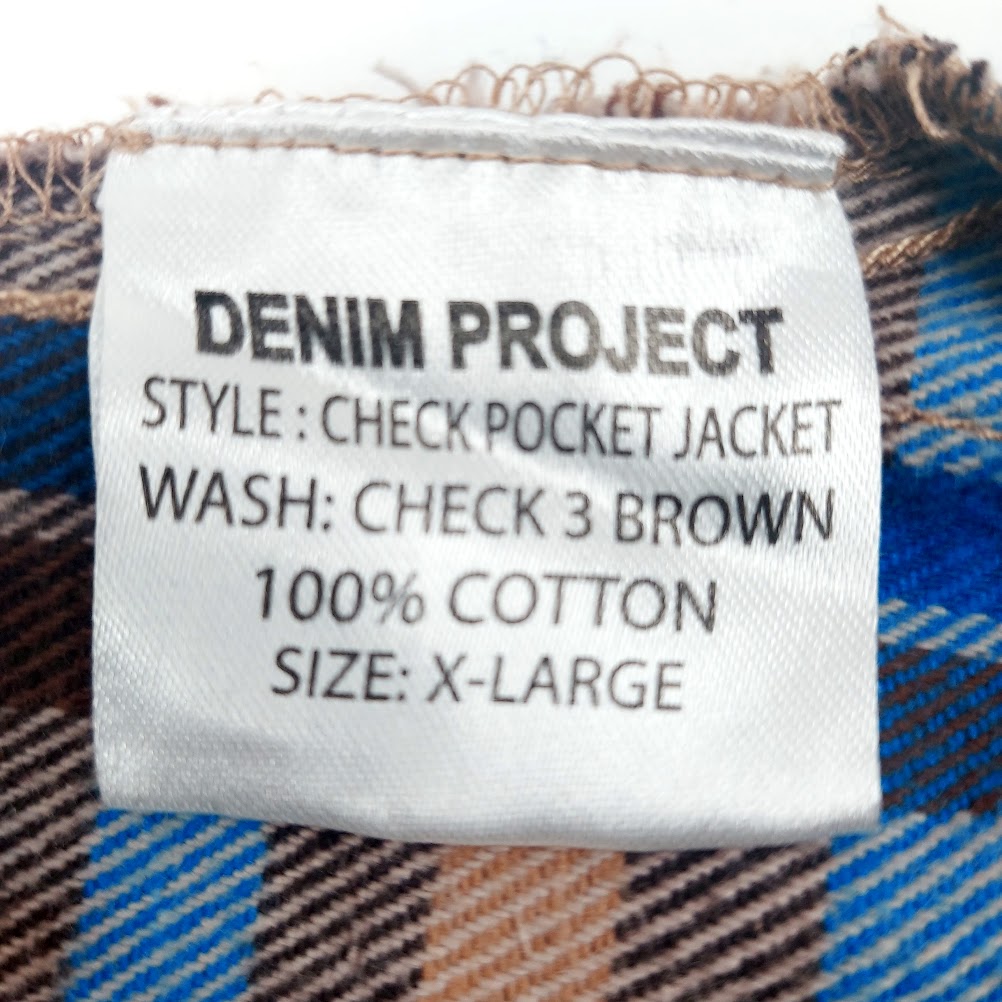 DENIM PROJECT
STYLE : CHECK POCKET JACKET
WASH: CHECK 3 BROWN
100% COTTON
SIZE: X-LARGE